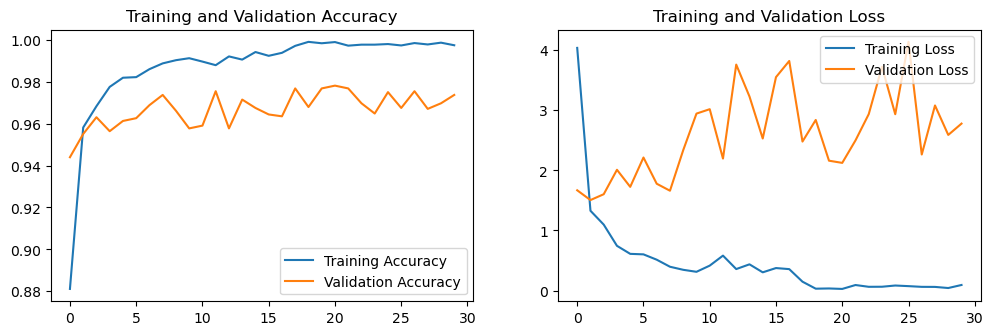 Training and Validation Accuracy
1.00
0.98
0.96
0.94
0.92
0.90
0.88
0 5 10 15 20 25 30
Training Accuracy
Validation Accuracy
Training and Validation Loss
4
3
2
1
0
0 5 10 15 20 25 30
Training Loss
Validation Loss